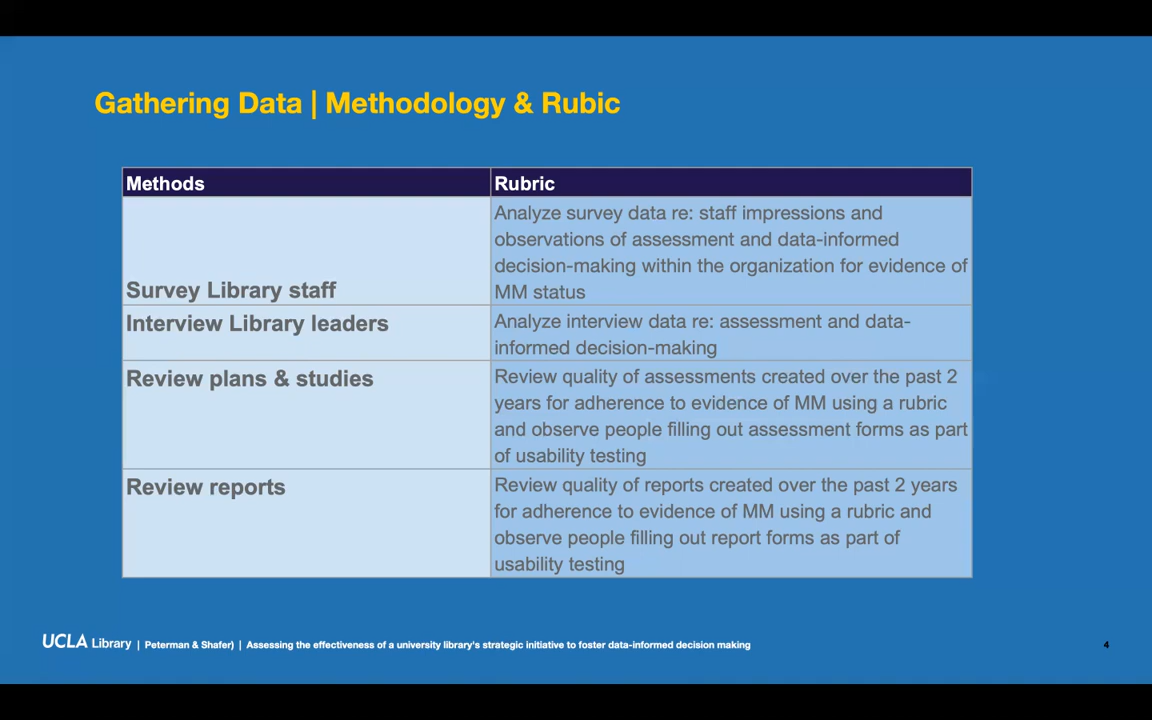 Gathering Data | Methodology & Rubic
Methods
Rubric
Survey Library staff
Analyze survey data re: staff impressions and
observations of assessment and data-informed
decision-making within the organization for evidence of
MM status
Interview Library leaders
Analyze interview data re: assessment and data-
informed decision-making
Review plans & studies
Review quality of assessments created over the past 2
years for adherence to evidence of MM using a rubric
and observe people filling out assessment forms as part
of usability testing
Review reports
Review quality of reports created over the past 2 years
for adherence to evidence of MM using a rubric and
observe people filling out report forms as part of
usability testing
UCLA Library | Peterman & Shafer) | Assessing the effectiveness of a university library's strategic initiative to foster data-informed decision making
4